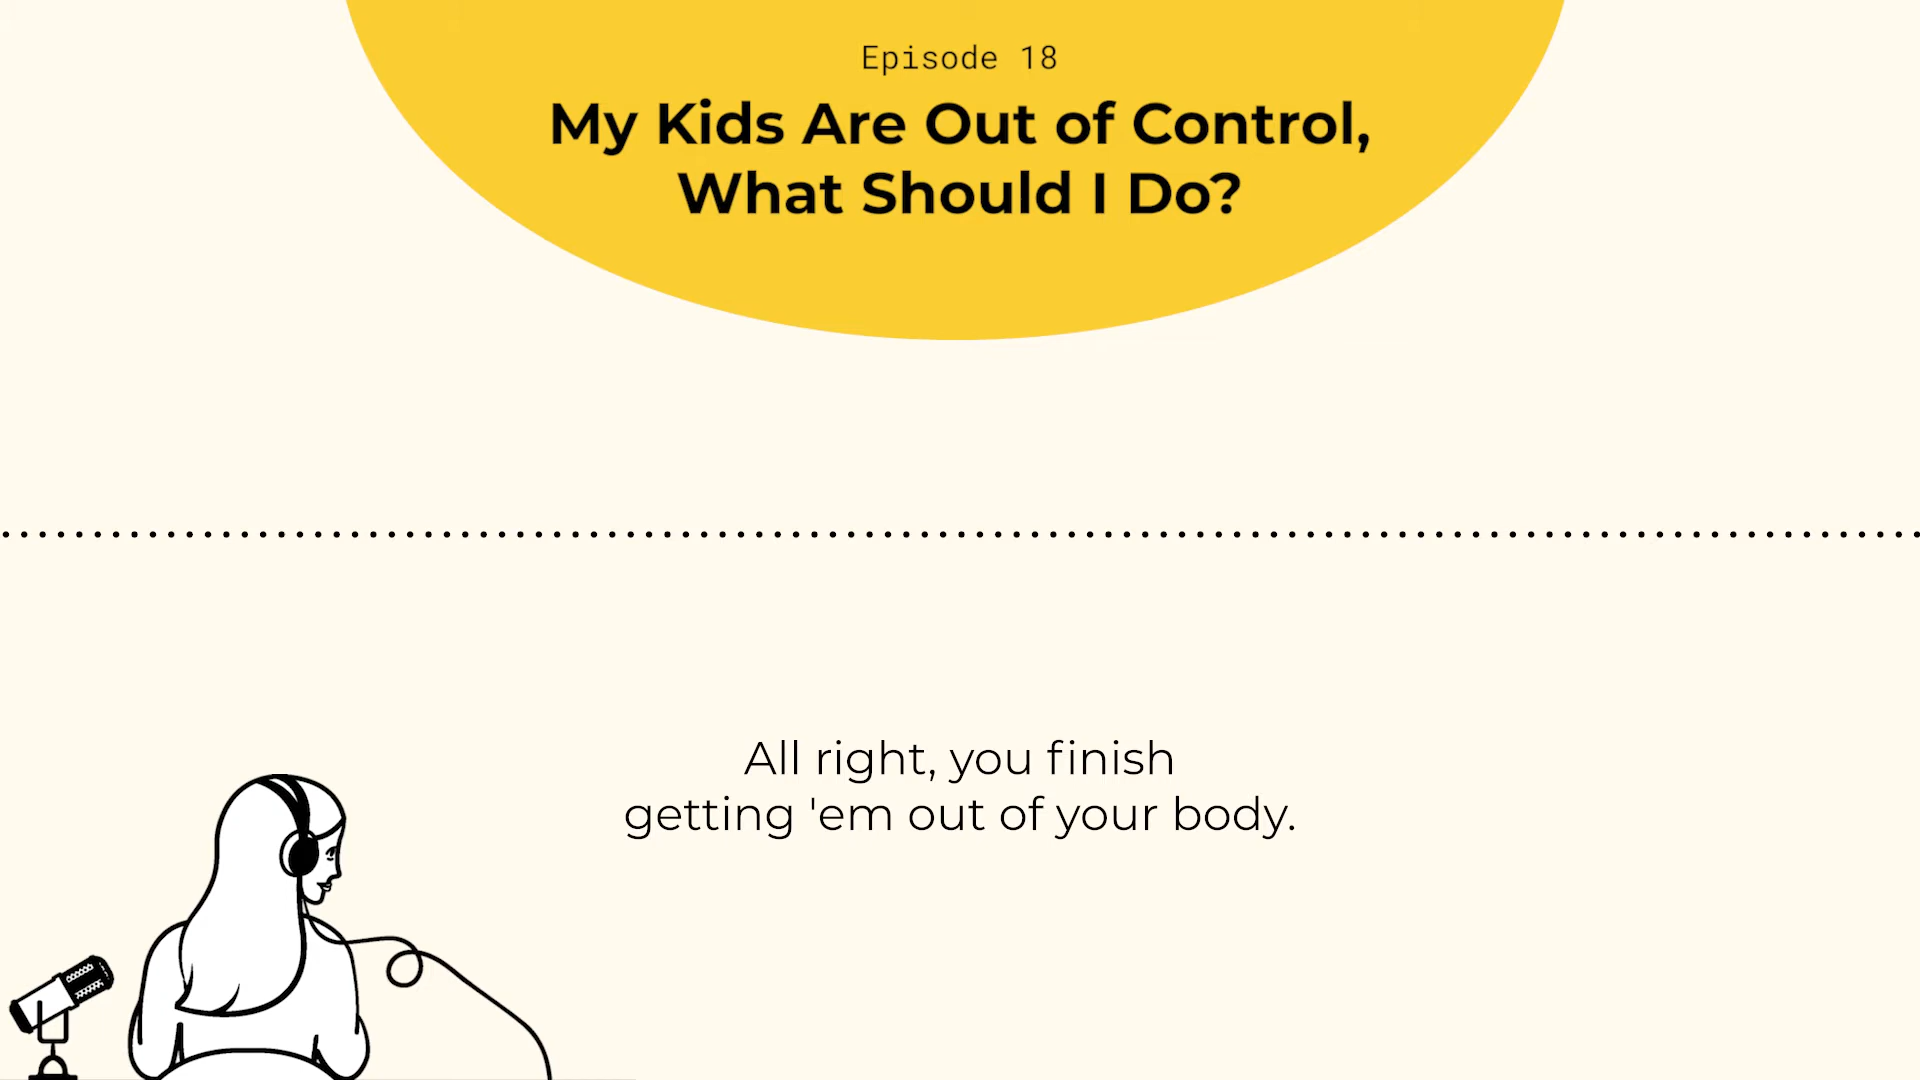 Episode 18
My Kids Are Out of Control,
What Should I Do?
All right, you finish
getting 'em out of your body.